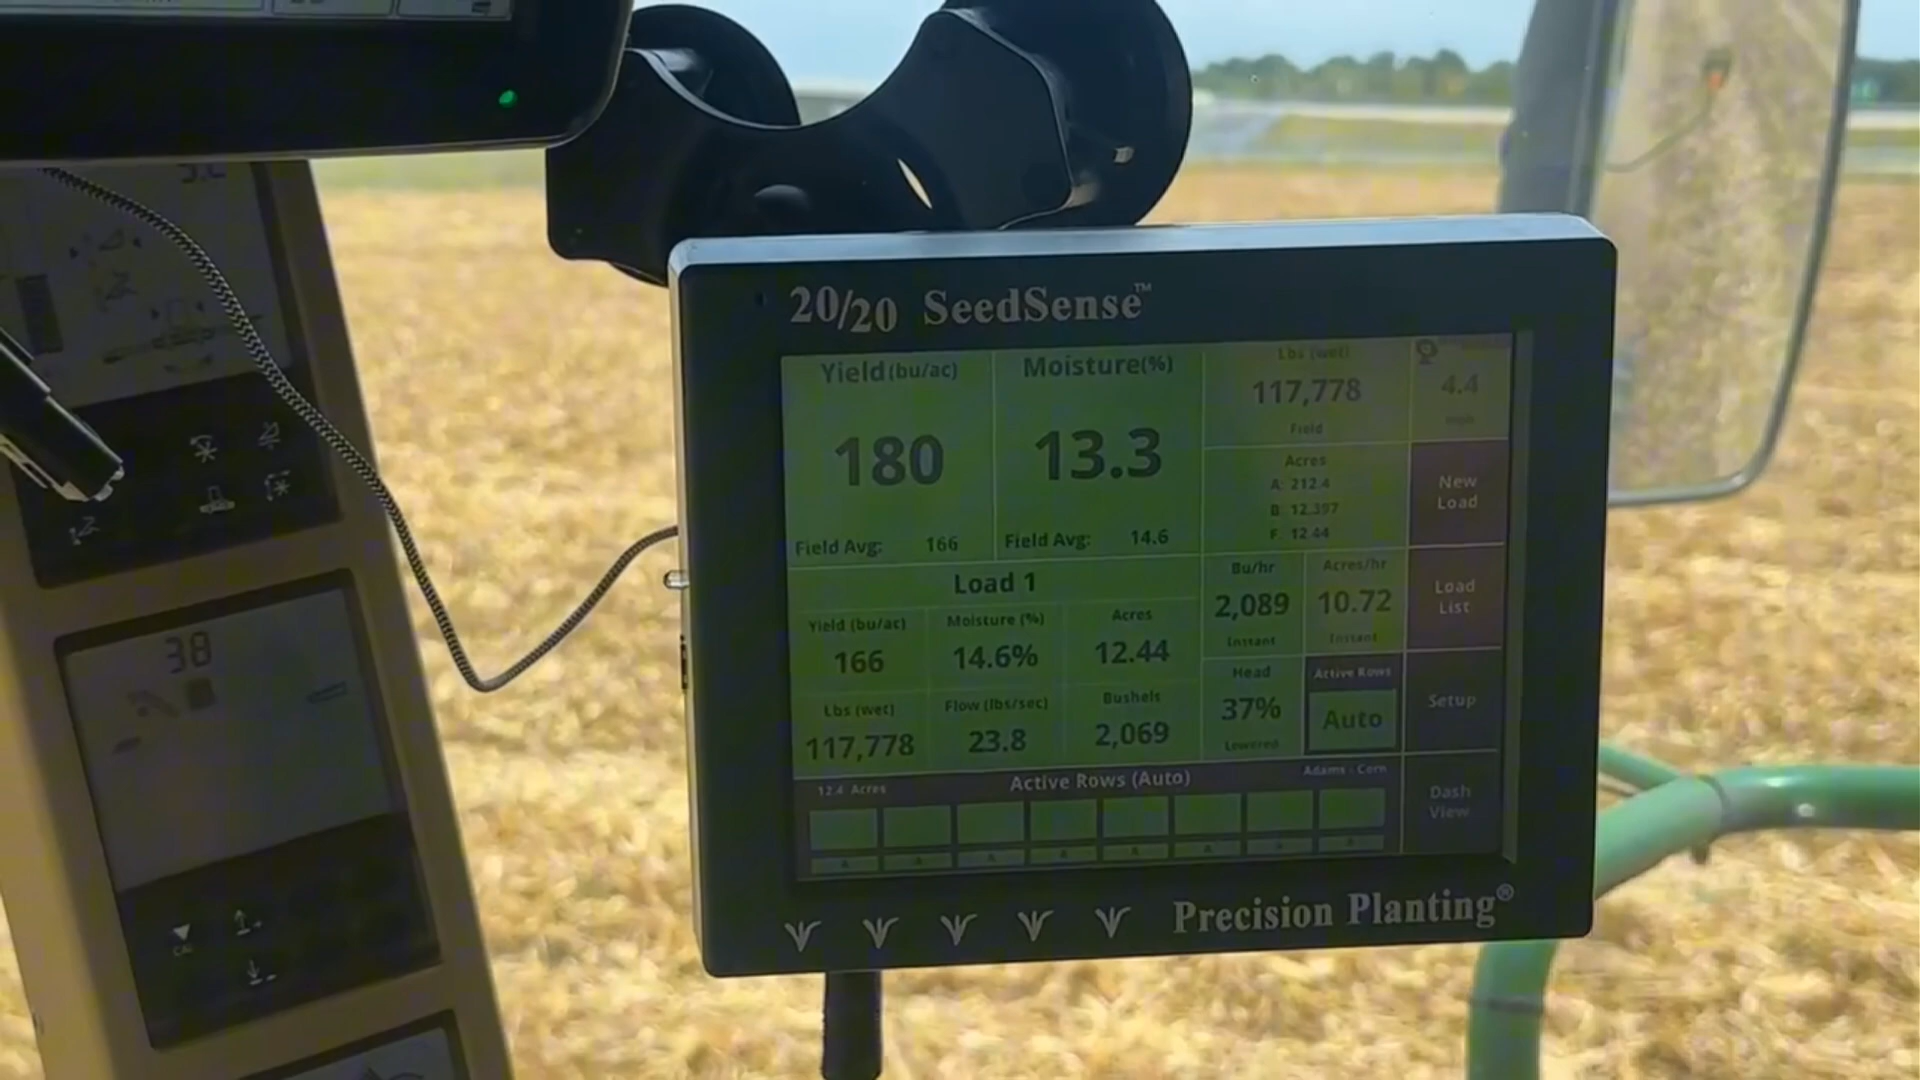 20/20 SeedSense™
Yield (bu/ac)
180
Field Avg: 166
Moisture(%)
13.3
Field Avg: 14.6
Lbs (wet)
117,778
Field
4.4
mph
Acres
A: 212.4
B: 12.397
F 12.44
New
Load
Load 1
Yield (bu/ac)
166
Moisture (%)
14.6%
Acres
12.44
Lbs (wet)
117,778
Flow (lbs/sec)
23.8
Bushels
2,069
Bu/hr
2,089
Instant
Acres/hr
10.72
Instant
Load
List
Head
37%
Lowered
Active Rows
Auto
Setup
12.4 Acres
Active Rows (Auto)
Adams - Corn
A A A A A A A A
Dash
View
Precision Planting®
38
CAL